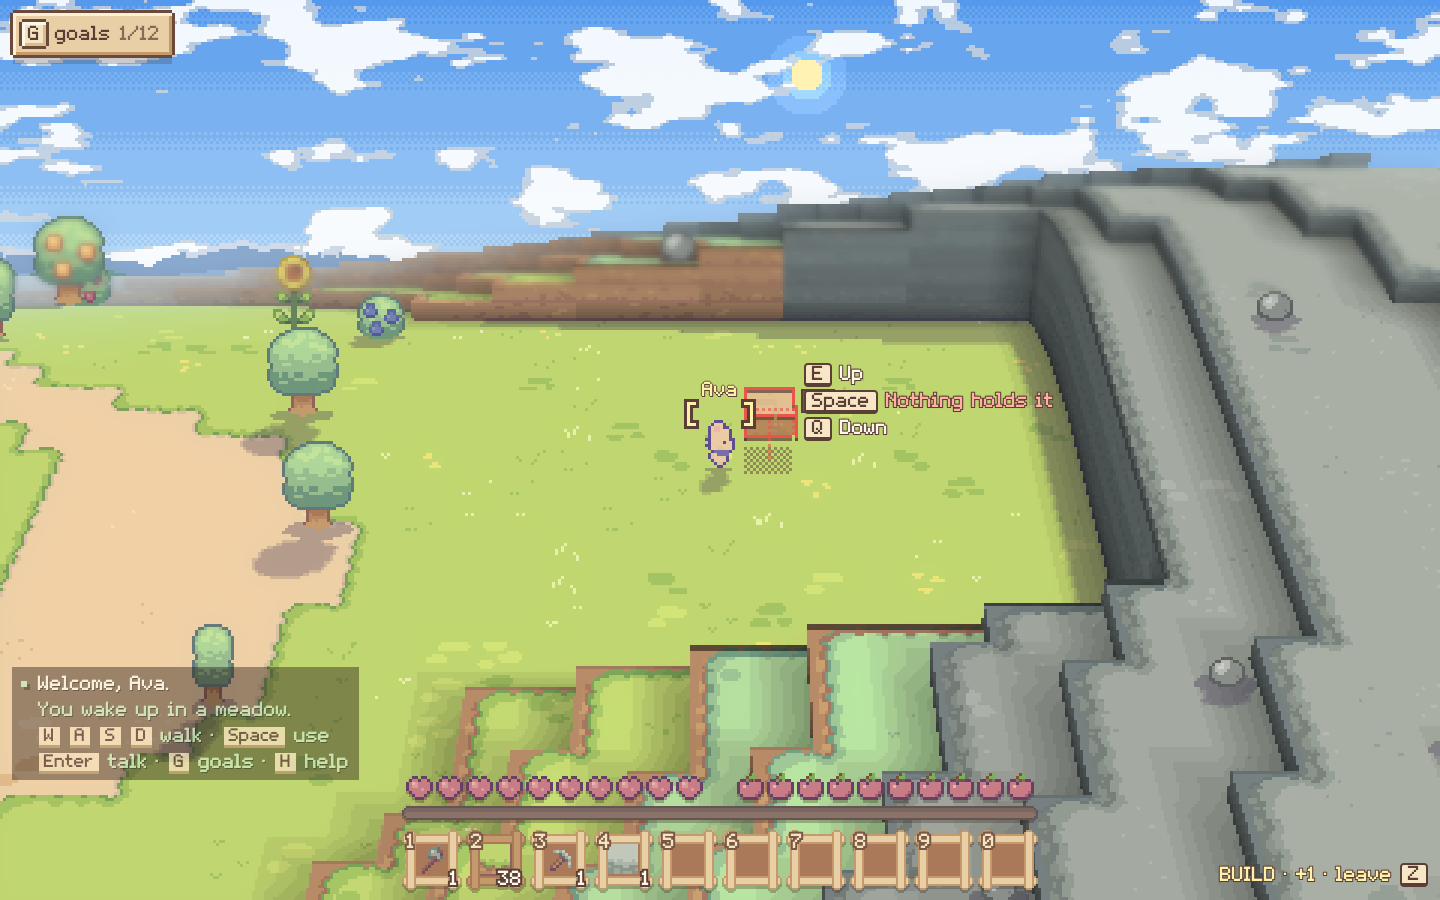 G goals 1/12
E Up
Ava
Space Nothing holds it
Q Down
Welcome, Ava.
You wake up in a meadow.
W A S D walk · Space use
Enter talk · G goals · H help
1 2 3 4 5 6 7 8 9 0
1 38 1 1
BUILD · +1 · leave Z